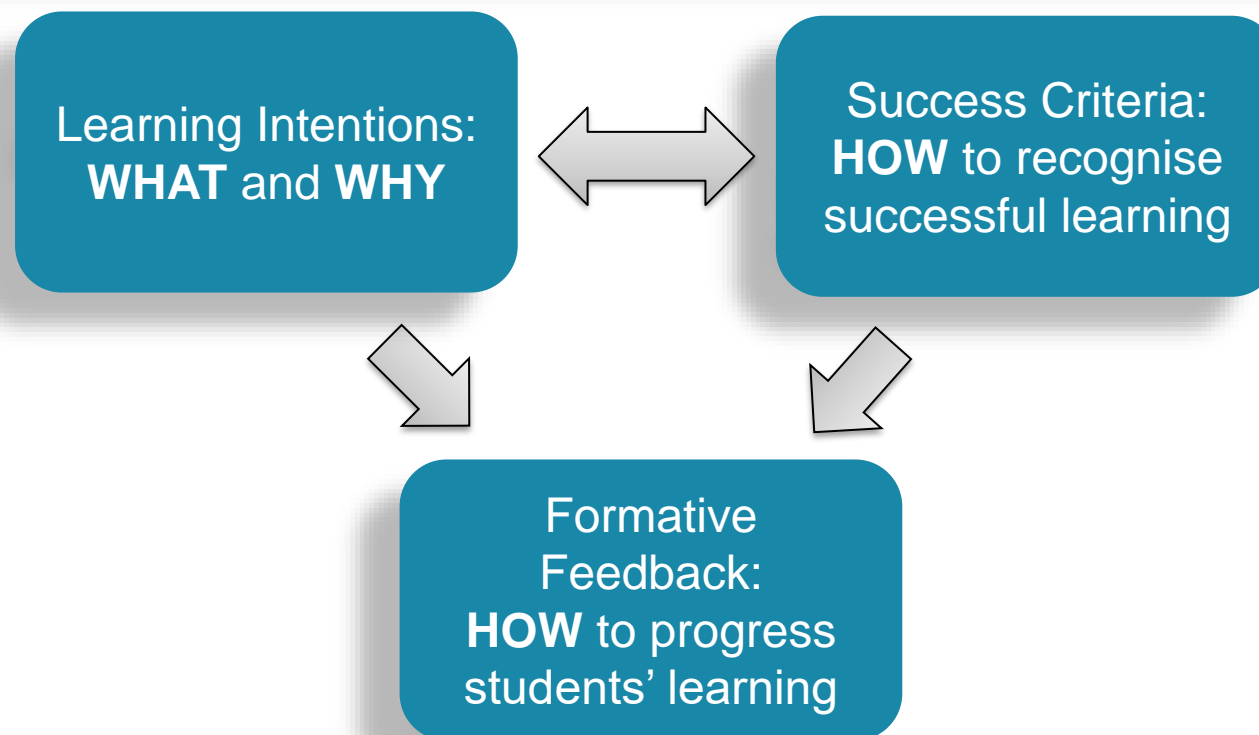 Learning Intentions:
WHAT and WHY
Success Criteria:
HOW to recognise
successful learning
Formative
Feedback:
HOW to progress
students’ learning